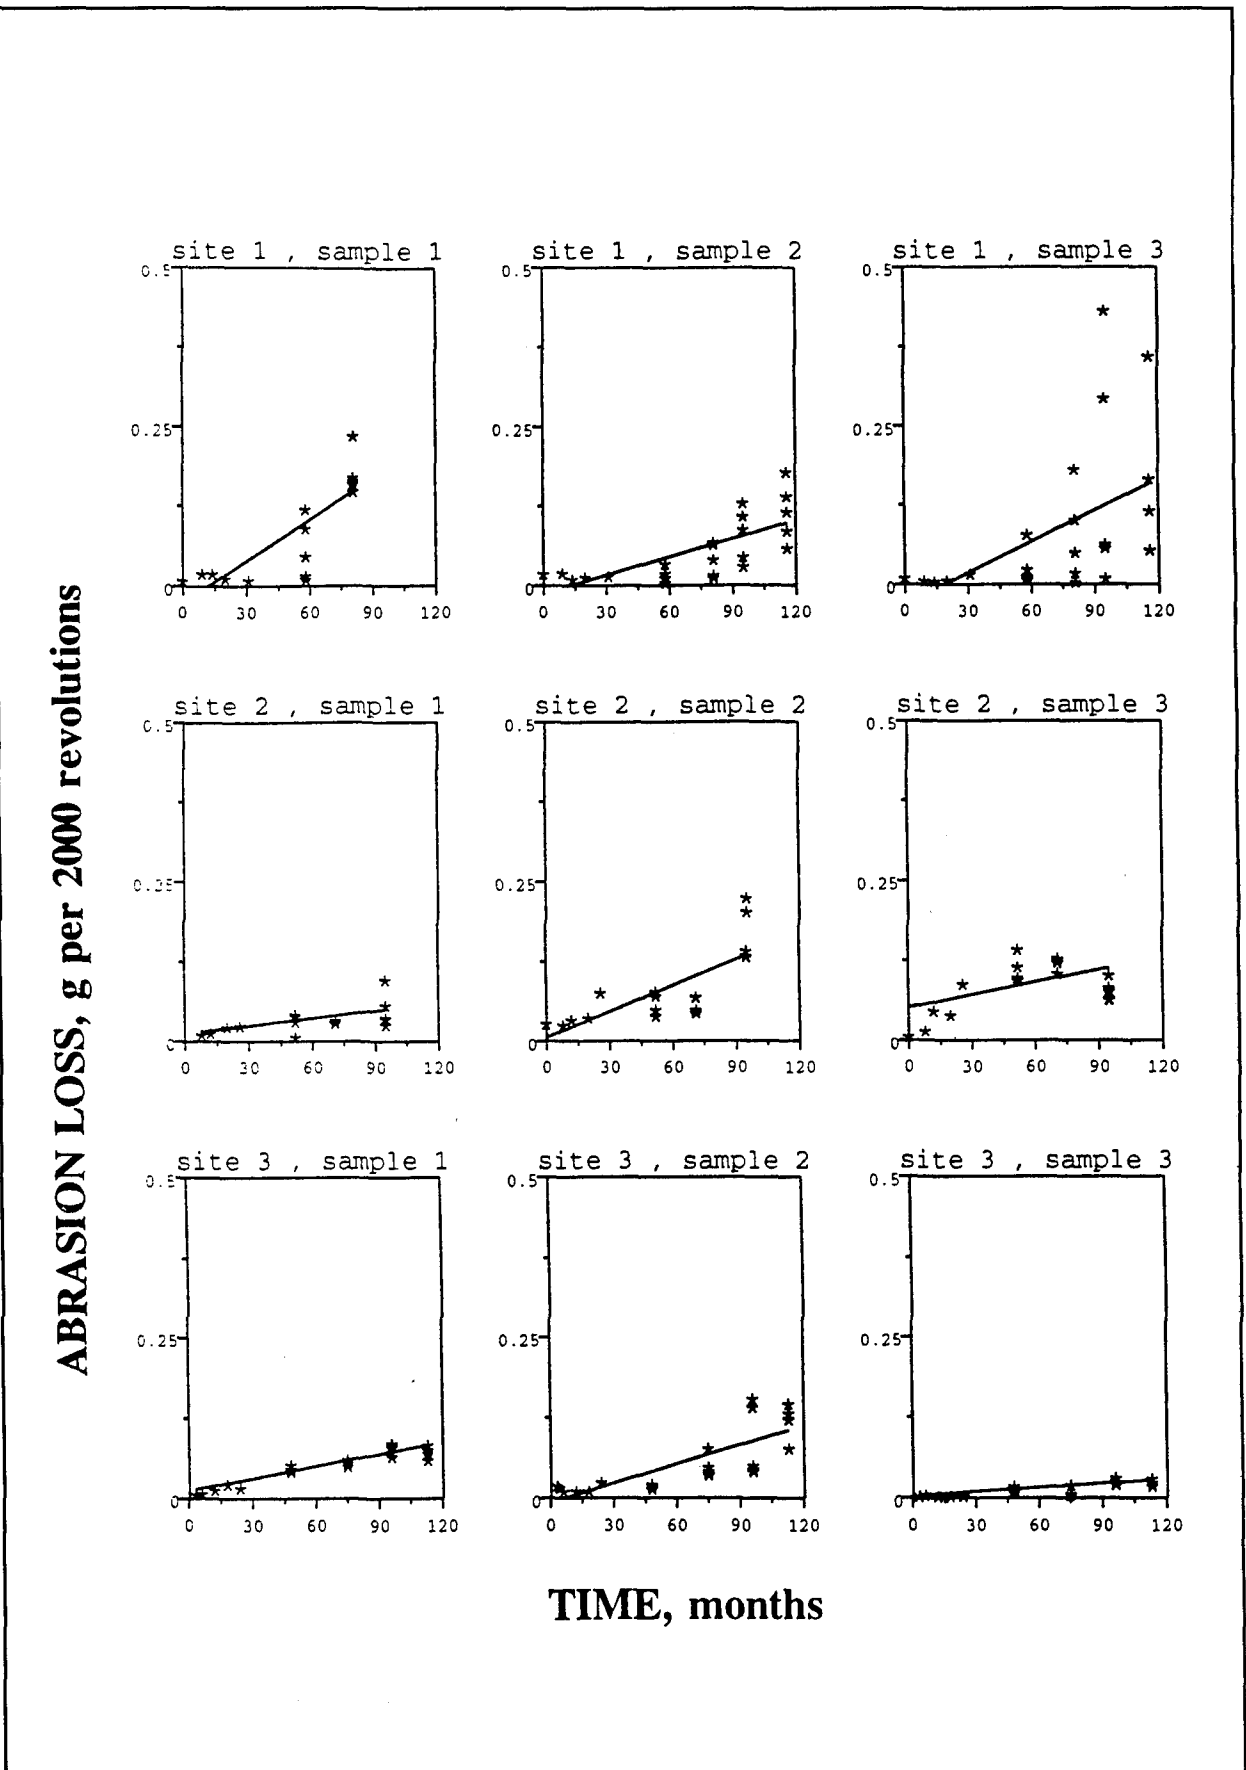 site 1 , sample 1
site 1 , sample 2
site 1 , sample 3
0.5
0.5
0.5
0.25
0.25
0.25
0
0
0
0 30 60 90 120
0 30 60 90 120
0 30 60 90 120
site 2 , sample 1
site 2 , sample 2
site 2 , sample 3
0.5
0.5
0.5
0.25
0.25
0.25
0
0
0
0 30 60 90 120
0 30 60 90 120
0 30 60 90 120
site 3 , sample 1
site 3 , sample 2
site 3 , sample 3
0.5
0.5
0.5
0.25
0.25
0.25
0
0
0
0 30 60 90 120
0 30 60 90 120
0 30 60 90 120
ABRASION LOSS, g per 2000 revolutions
TIME, months